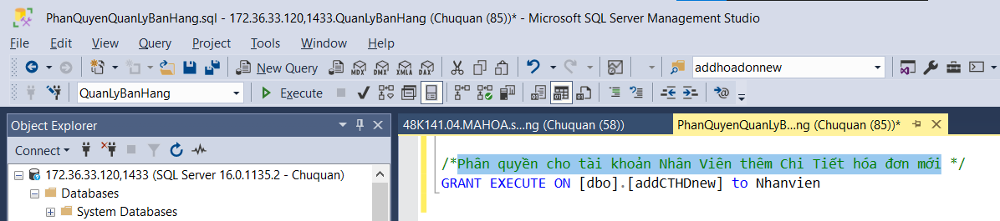 PhanQuyenQuanLyBanHang.sql - 172.36.33.120,1433.QuanLyBanHang (Chuquan (85))* - Microsoft SQL Server Management Studio
File Edit View Query Project Tools Window Help
New Query MDX DMX XMLA DAX addhoadonnew
QuanLyBanHang Execute
Object Explorer
48K141.04.MAHOA.s...ng (Chuquan (58)) PhanQuyenQuanLyB...ng (Chuquan (85))*
Connect
172.36.33.120,1433 (SQL Server 16.0.1135.2 - Chuquan)
Databases
System Databases
/*Phân quyền cho tài khoản Nhân Viên thêm Chi Tiết hóa đơn mới */
GRANT EXECUTE ON [dbo].[addCTHDnew] to Nhanvien